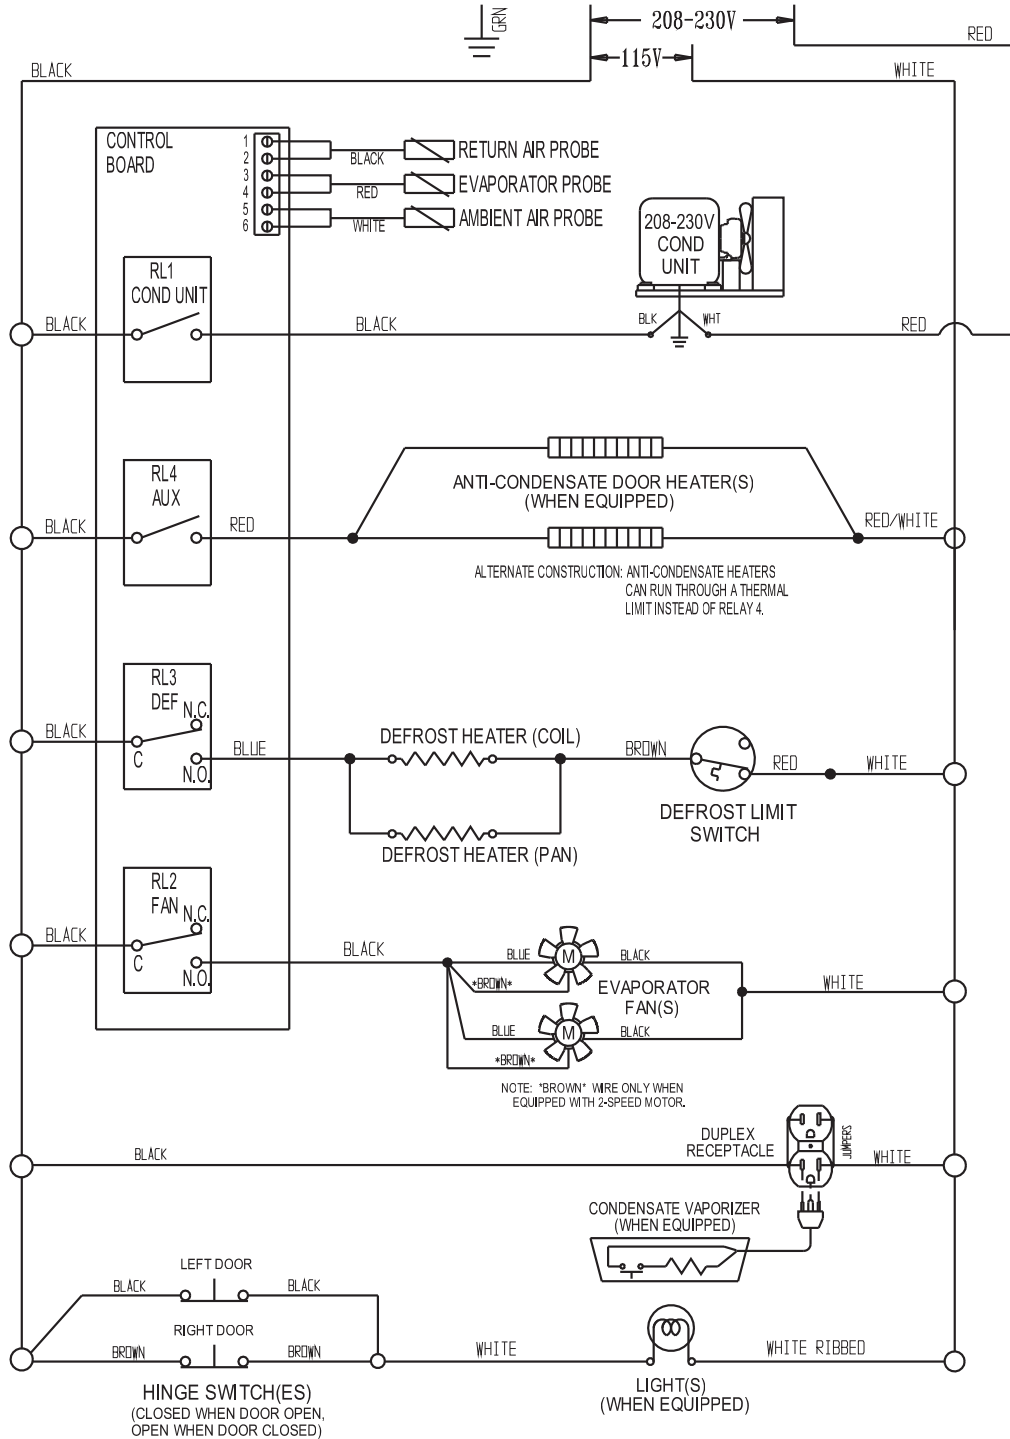 GRN
208-230V
RED
115V
BLACK
WHITE
CONTROL
BOARD
1
2
3
4
5
6
BLACK
RETURN AIR PROBE
RED
EVAPORATOR PROBE
WHITE
AMBIENT AIR PROBE
208-230V
COND
UNIT
RL1
COND UNIT
BLACK
BLACK
BLK
WHT
RED
RL4
AUX
BLACK
RED
ANTI-CONDENSATE DOOR HEATER(S)
(WHEN EQUIPPED)
RED/WHITE
ALTERNATE CONSTRUCTION: ANTI-CONDENSATE HEATERS
CAN RUN THROUGH A THERMAL
LIMIT INSTEAD OF RELAY 4.
RL3
DEF
N.C.
BLACK
C
N.O.
BLUE
DEFROST HEATER (COIL)
BROWN
RED
WHITE
DEFROST LIMIT
SWITCH
DEFROST HEATER (PAN)
RL2
FAN
N.C.
BLACK
C
N.O.
BLACK
BLUE
M
BLACK
*BROWN*
EVAPORATOR
FAN(S)
WHITE
BLUE
M
BLACK
*BROWN*
NOTE: *BROWN* WIRE ONLY WHEN
EQUIPPED WITH 2-SPEED MOTOR.
BLACK
DUPLEX
RECEPTACLE
JUMPERS
WHITE
CONDENSATE VAPORIZER
(WHEN EQUIPPED)
LEFT DOOR
BLACK
BLACK
RIGHT DOOR
BROWN
BROWN
WHITE
WHITE RIBBED
HINGE SWITCH(ES)
(CLOSED WHEN DOOR OPEN,
OPEN WHEN DOOR CLOSED)
LIGHT(S)
(WHEN EQUIPPED)